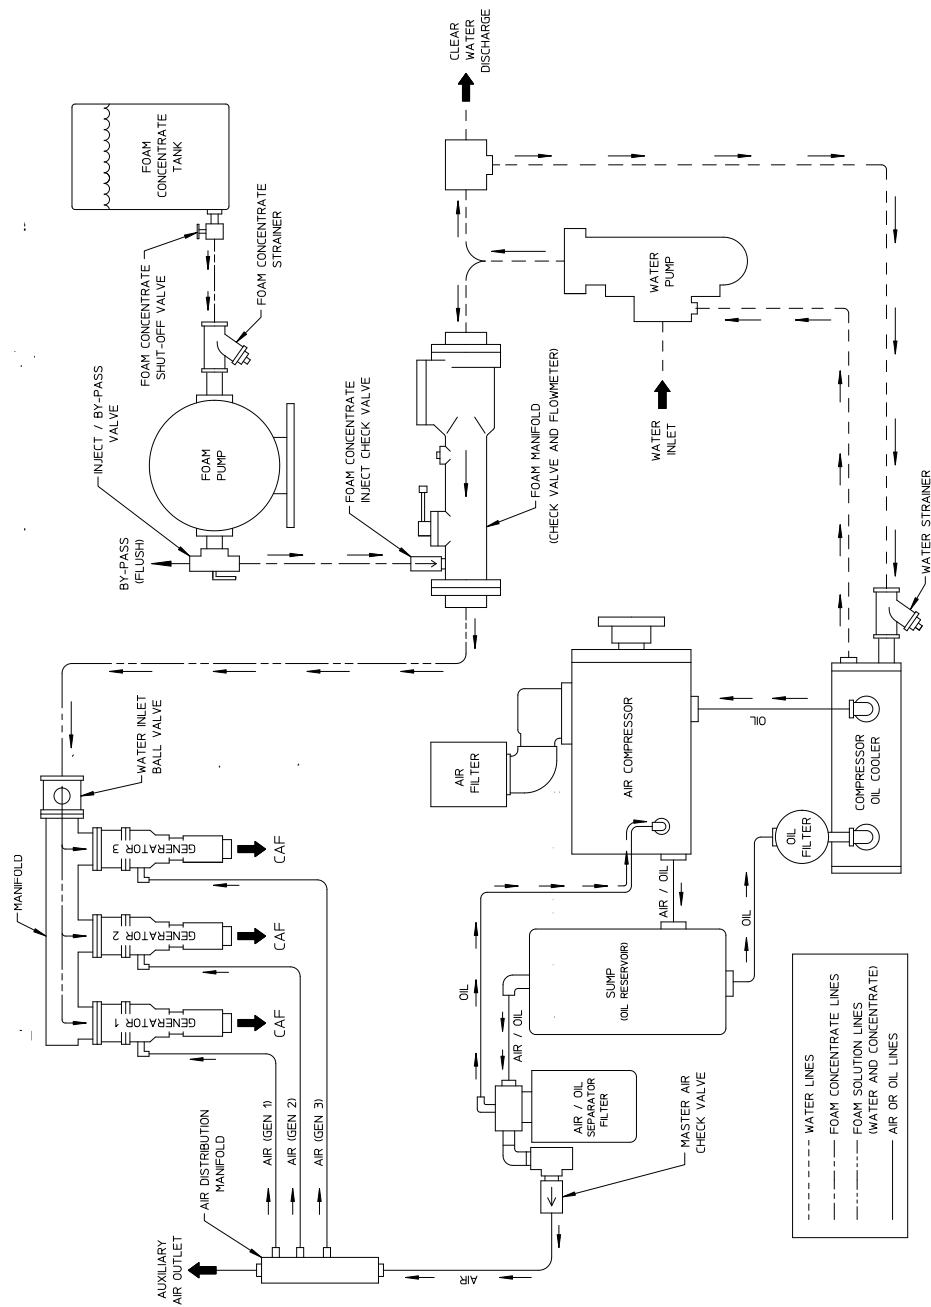 CLEAR
WATER
DISCHARGE
FOAM
CONCENTRATE
TANK
FOAM CONCENTRATE
SHUT-OFF VALVE
FOAM CONCENTRATE
STRAINER
INJECT / BY-PASS
VALVE
FOAM
PUMP
BY-PASS
(FLUSH)
FOAM CONCENTRATE
INJECT CHECK VALVE
FOAM MANIFOLD
(CHECK VALVE AND FLOWMETER)
WATER
PUMP
WATER
INLET
WATER STRAINER
WATER INLET
BALL VALVE
MANIFOLD
GENERATOR 3
CAF
GENERATOR 2
CAF
GENERATOR 1
CAF
AIR
FILTER
AIR COMPRESSOR
OIL
COMPRESSOR
OIL COOLER
OIL
FILTER
AIR / OIL
OIL
SUMP
(OIL RESERVOIR)
OIL
AIR / OIL
AIR / OIL
SEPARATOR
FILTER
MASTER AIR
CHECK VALVE
AIR (GEN 1)
AIR (GEN 2)
AIR (GEN 3)
AIR DISTRIBUTION
MANIFOLD
AUXILIARY
AIR OUTLET
AIR
WATER LINES
FOAM CONCENTRATE LINES
FOAM SOLUTION LINES
(WATER AND CONCENTRATE)
AIR OR OIL LINES